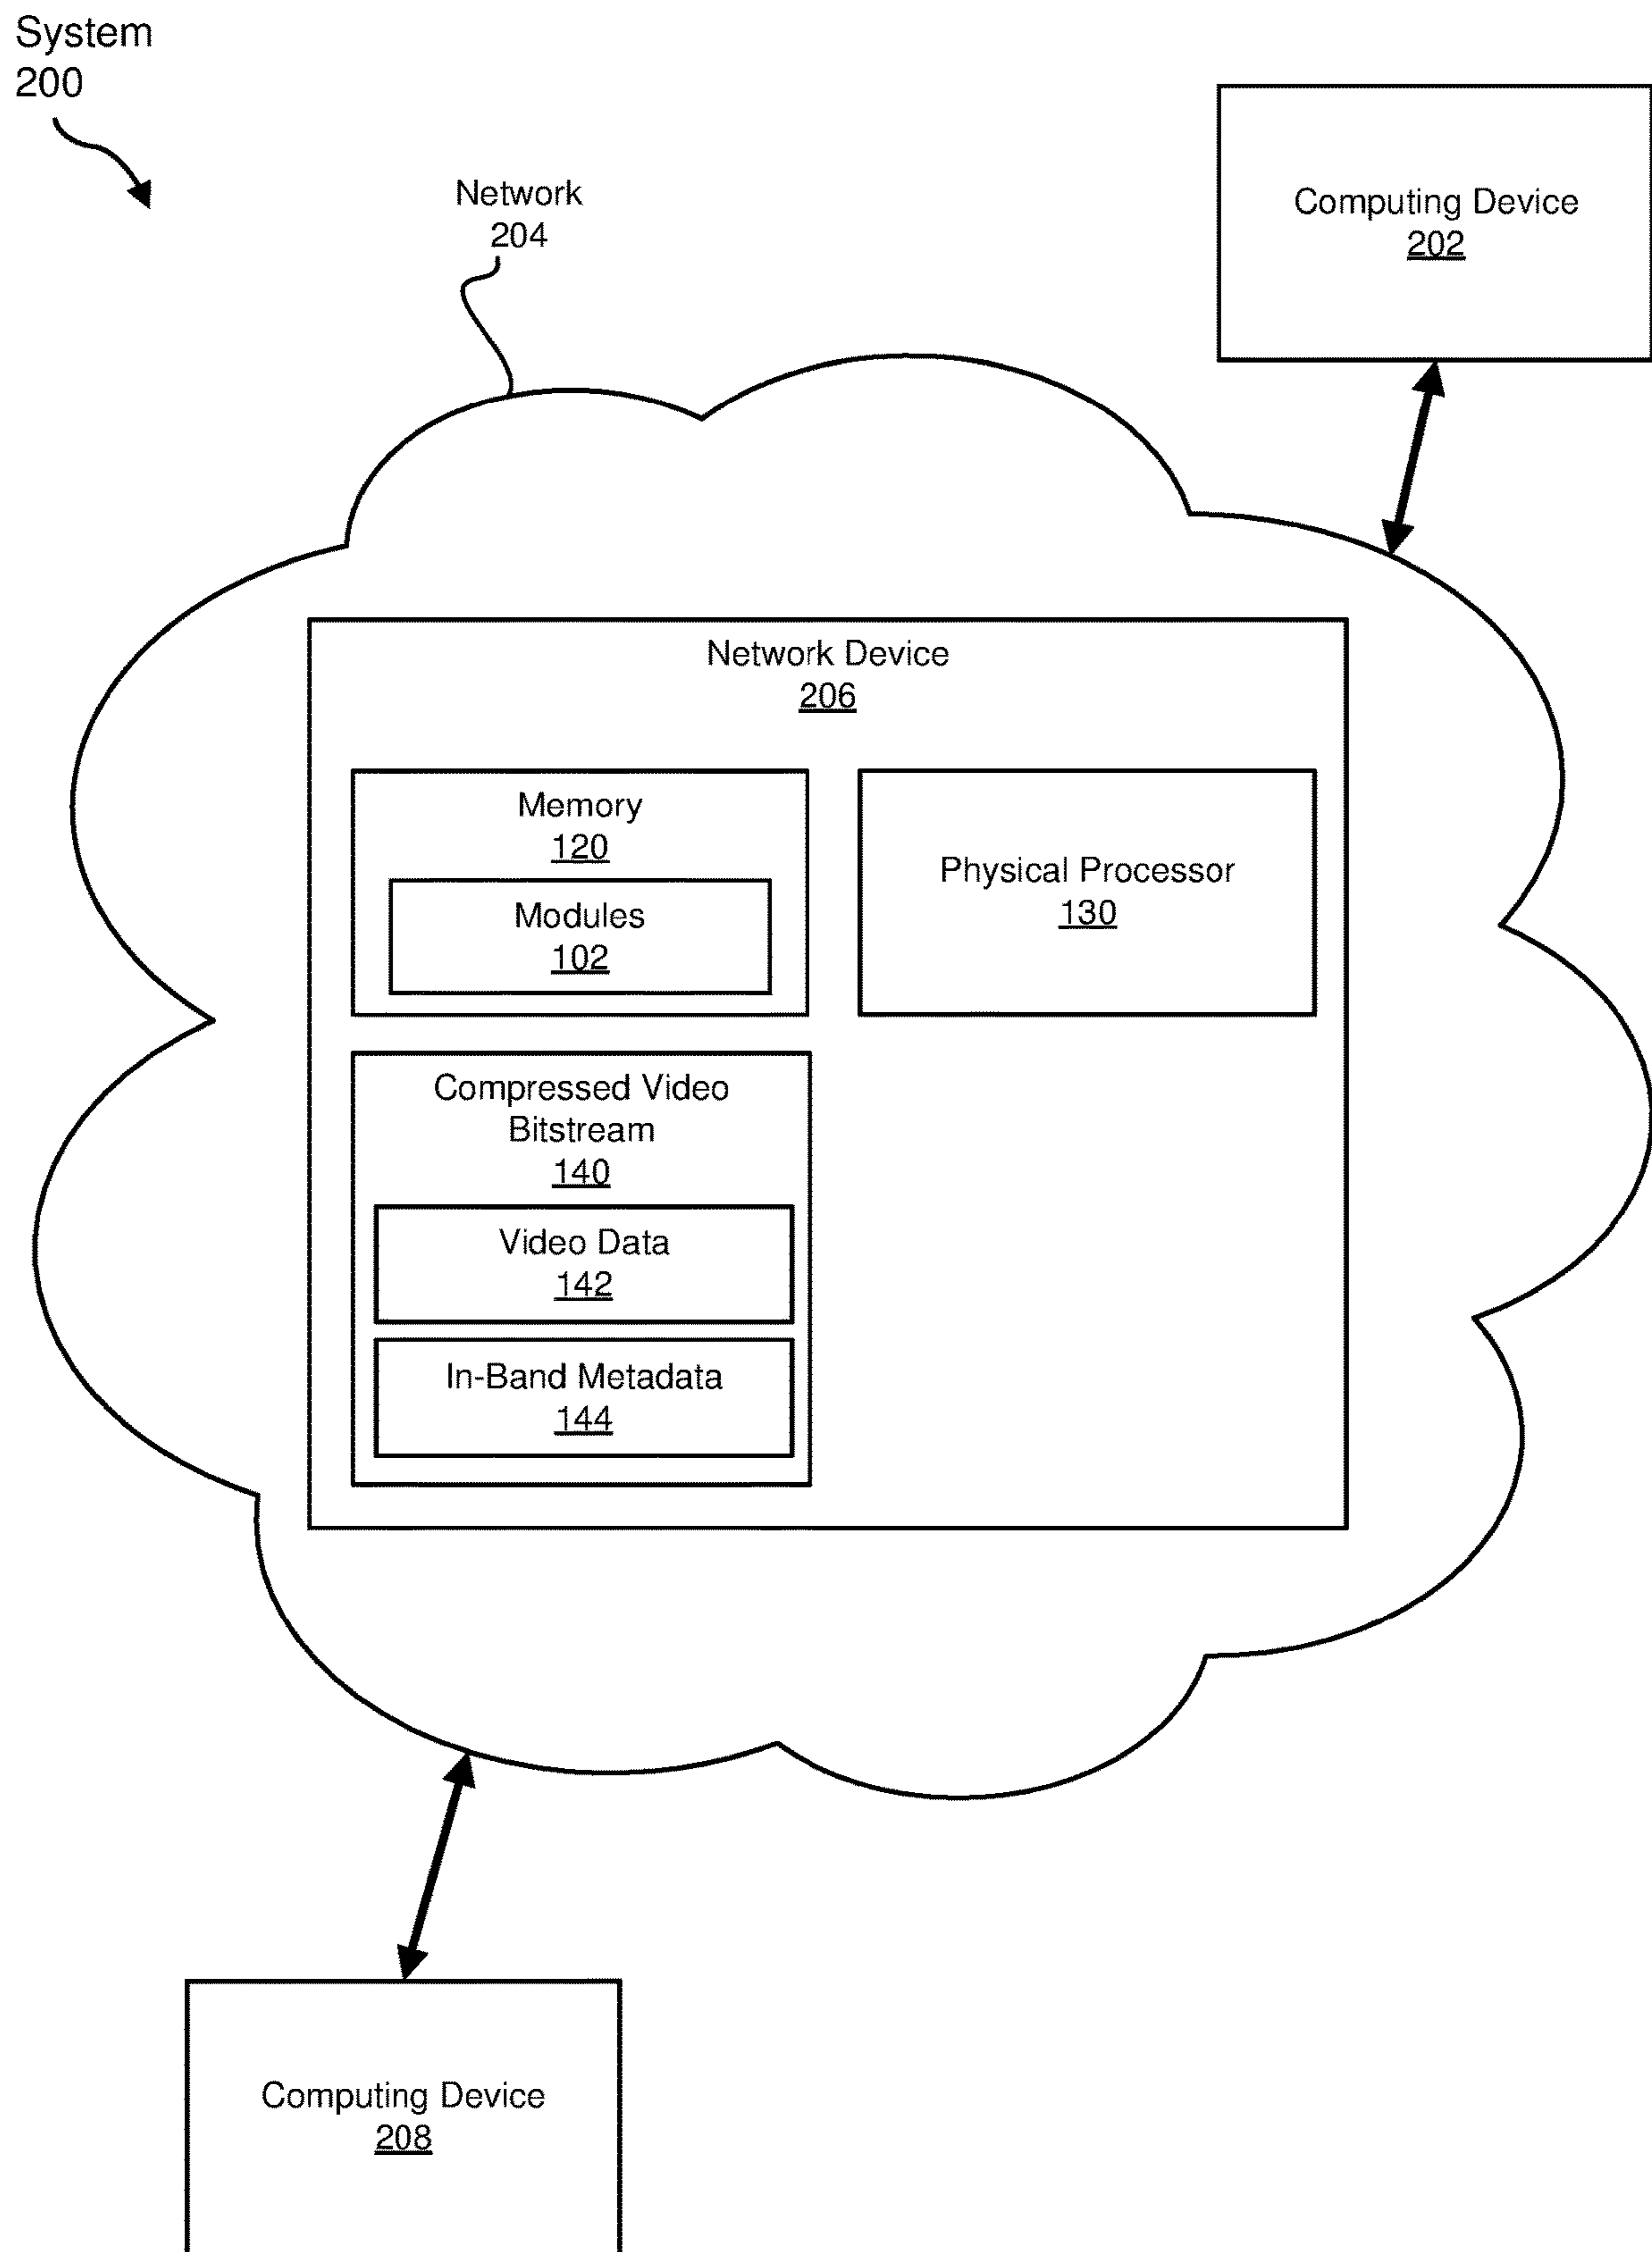 System
200
Network
204
Computing Device
202
Network Device
206
Memory
120
Modules
102
Physical Processor
130
Compressed Video
Bitstream
140
Video Data
142
In-Band Metadata
144
Computing Device
208